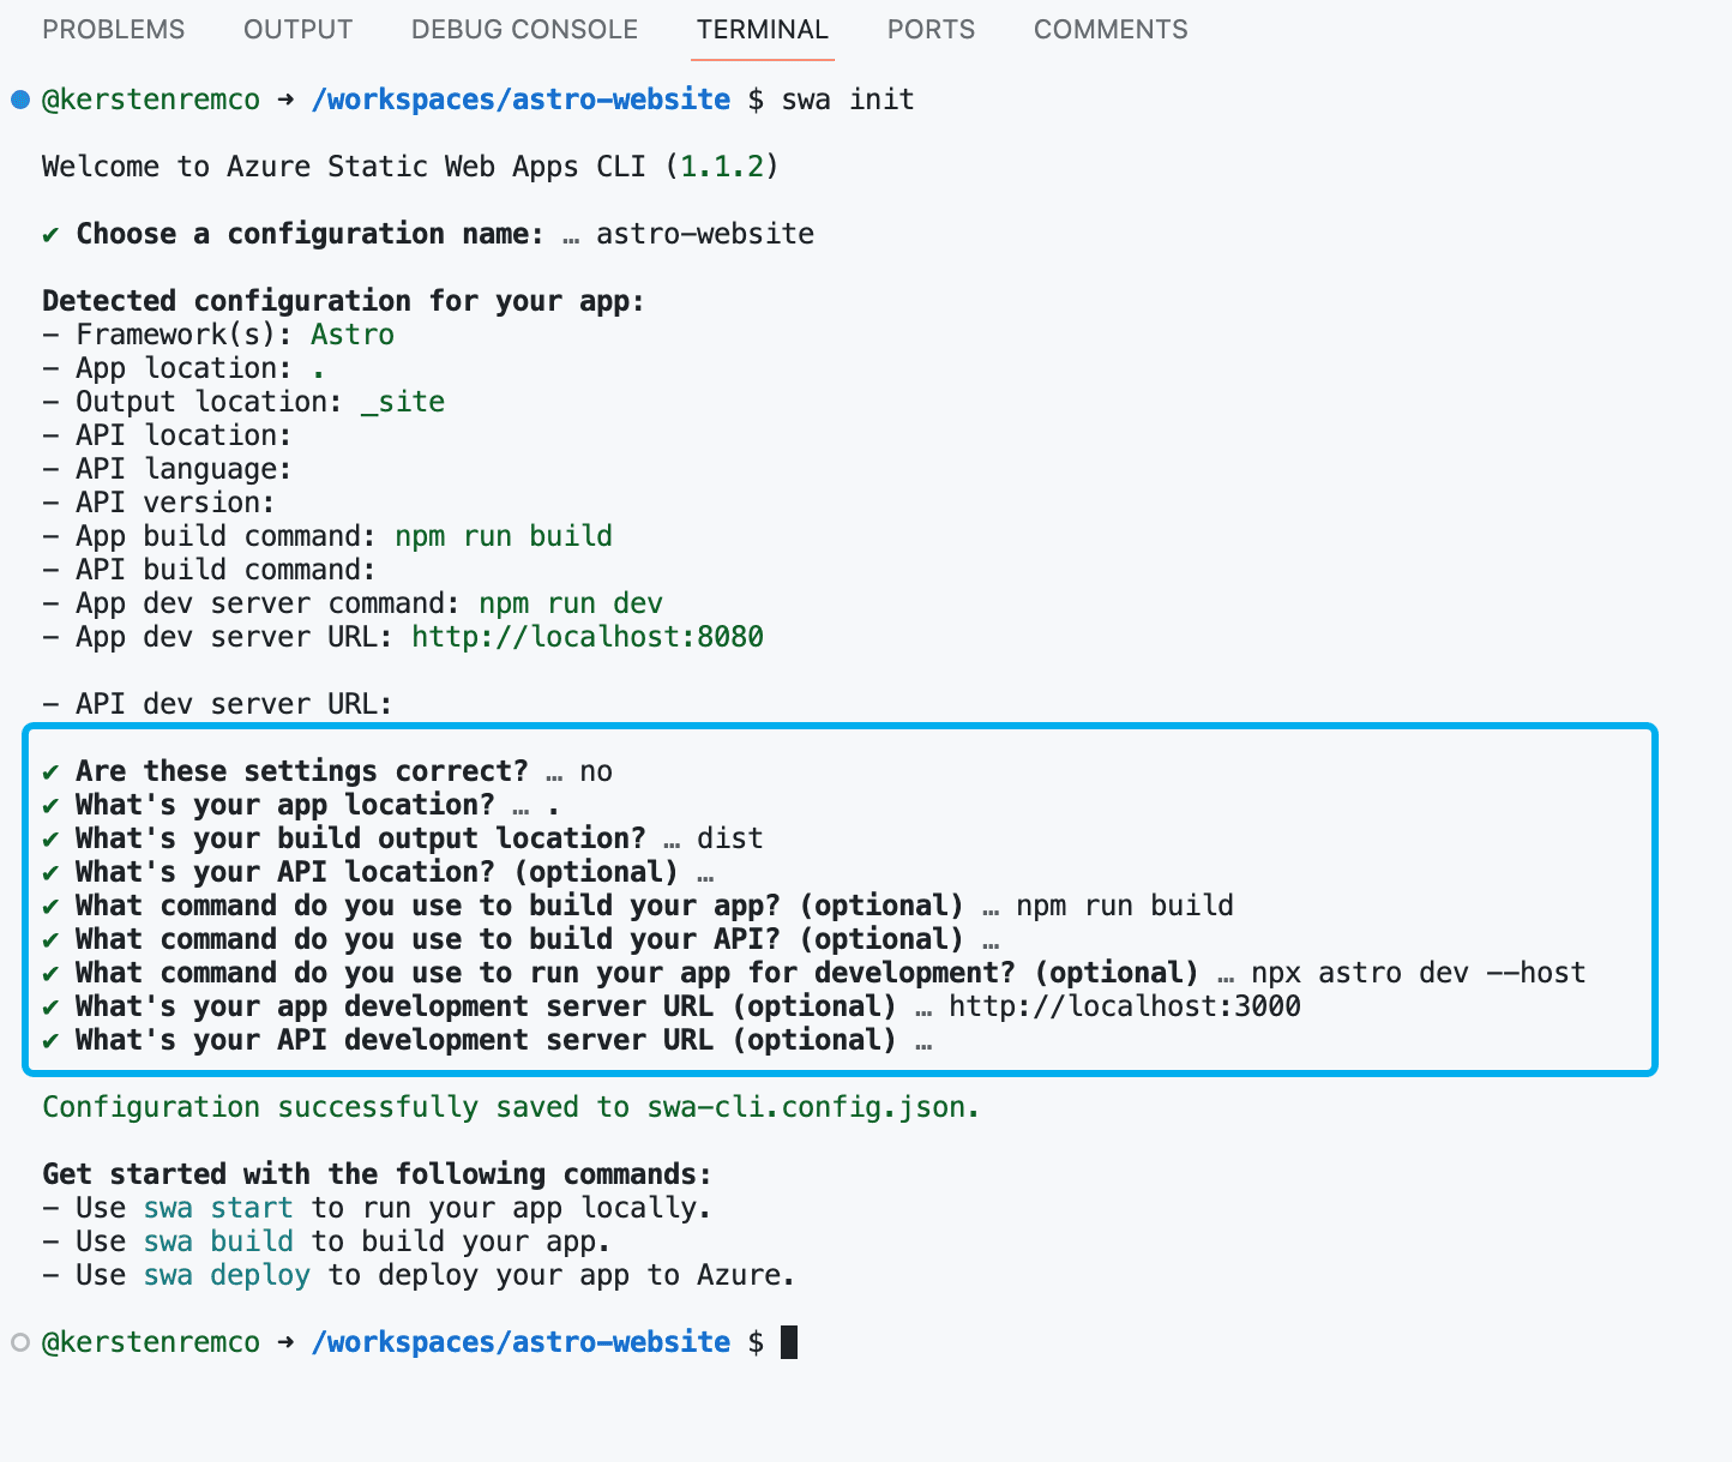 PROBLEMS OUTPUT DEBUG CONSOLE TERMINAL PORTS COMMENTS
@kerstenremco → /workspaces/astro-website $ swa init
Welcome to Azure Static Web Apps CLI (1.1.2)
✔ Choose a configuration name: … astro-website
Detected configuration for your app:
- Framework(s): Astro
- App location: .
- Output location: _site
- API location:
- API language:
- API version:
- App build command: npm run build
- API build command:
- App dev server command: npm run dev
- App dev server URL: http://localhost:8080
- API dev server URL:
✔ Are these settings correct? … no
✔ What's your app location? … .
✔ What's your build output location? … dist
✔ What's your API location? (optional) …
✔ What command do you use to build your app? (optional) … npm run build
✔ What command do you use to build your API? (optional) …
✔ What command do you use to run your app for development? (optional) … npx astro dev --host
✔ What's your app development server URL (optional) … http://localhost:3000
✔ What's your API development server URL (optional) …
Configuration successfully saved to swa-cli.config.json.
Get started with the following commands:
- Use swa start to run your app locally.
- Use swa build to build your app.
- Use swa deploy to deploy your app to Azure.
@kerstenremco → /workspaces/astro-website $